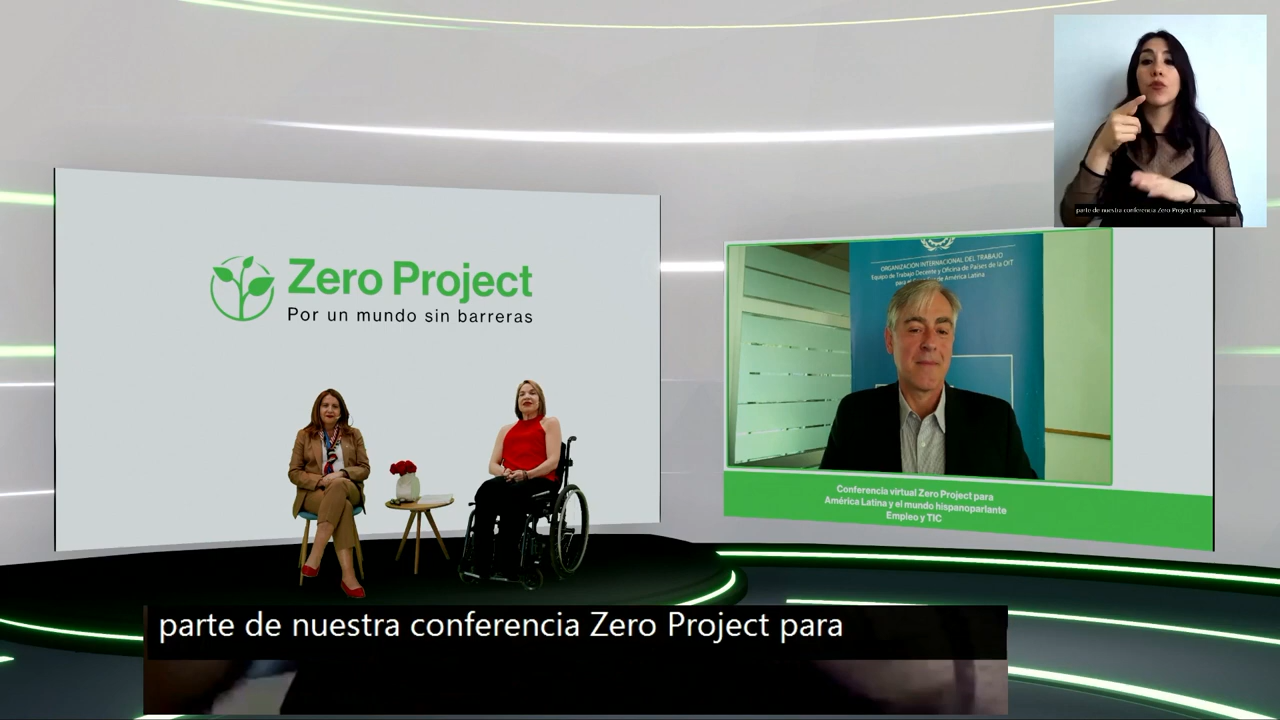 Zero Project
Por un mundo sin barreras
parte de nuestra conferencia Zero Project para
ORGANIZACIÓN INTERNACIONAL DEL TRABAJO
Equipo de Trabajo Decente y Oficina de Países de la OIT
de América Latina
Conferencia virtual Zero Project para
América Latina y el mundo hispanoparlante
Empleo y TIC
parte de nuestra conferencia Zero Project para